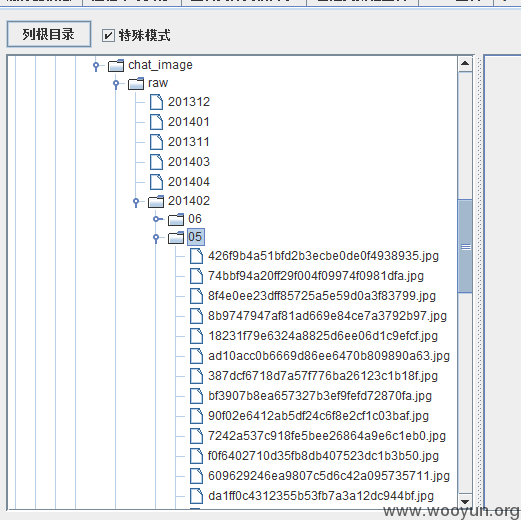 列根目录
特殊模式
chat_image
raw
201312
201401
201311
201403
201404
201402
06
05
426f9b4a51bfd2b3ecbe0de0f4938935.jpg
74bbf94a20ff29f004f09974f0981dfa.jpg
8f4e0ee23dff85725a5e59d0a3f83799.jpg
8b9747947af81ad669e84ce7a3792b97.jpg
18231f79e6324a8825d6ee06d1c9efcf.jpg
ad10acc0b6669d86ee6470b809890a63.jpg
387dcf6718d7a57f776ba26123c1b18f.jpg
bf3907b8ea657327b3ef9fefd72870fa.jpg
90f02e6412ab5df24c6f8e2cf1c03baf.jpg
7242a537c918fe5bee26864a9e6c1eb0.jpg
f0f6402710d35fb8db407523dc1b3b50.jpg
609629246ea9807c5d6c42a095735711.jpg
da1ff0c4312355b53fb7a3a12dc944bf.jpg
www.wooyun.org